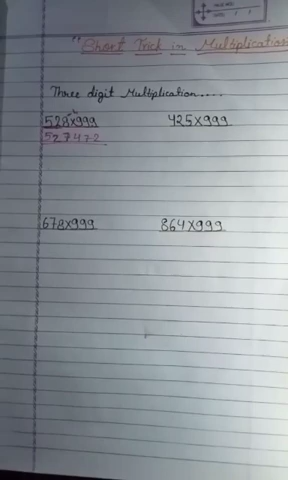 "Short Trick in Multiplication
Three digit Multiplication....
528x999 425x999
527472
678x999 864x999